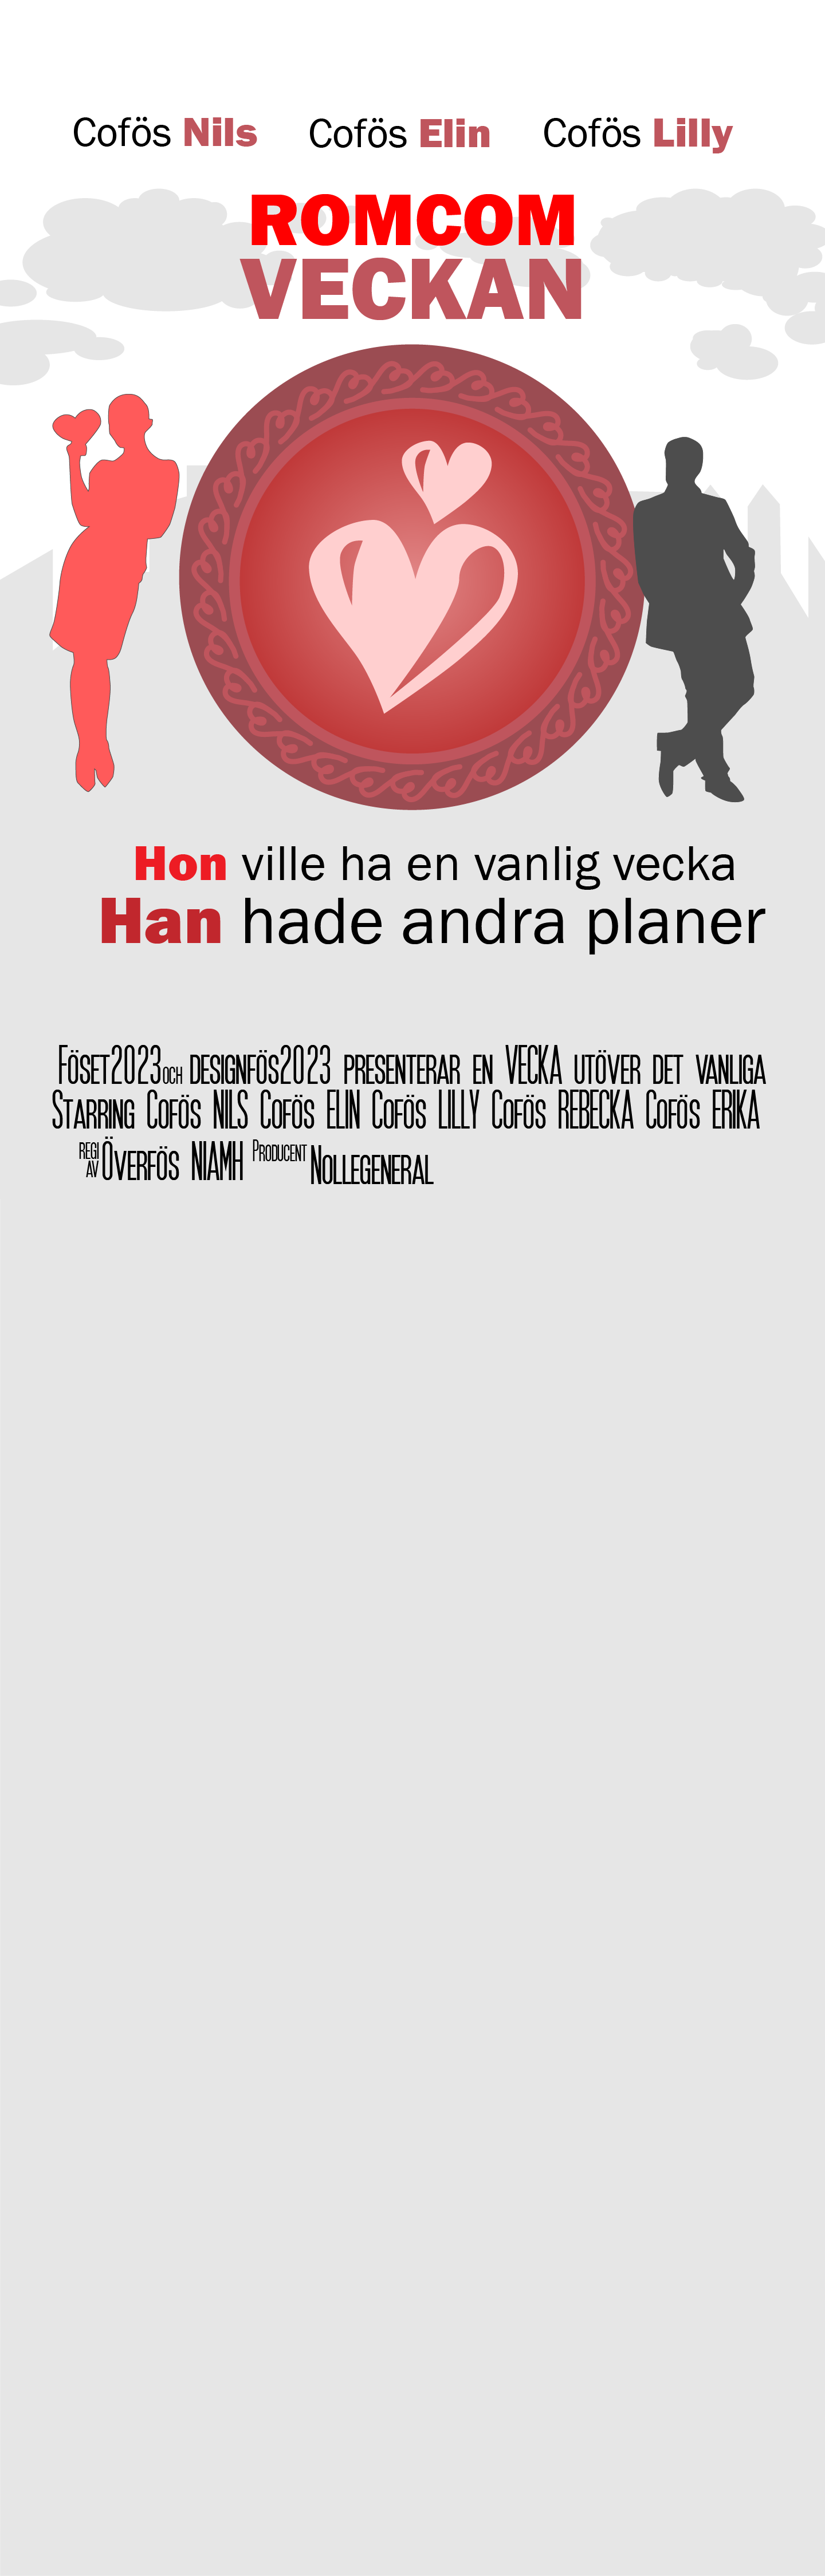 Cofös Nils Cofös Elin Cofös Lilly
ROMCOM
VECKAN
Hon ville ha en vanlig vecka
Han hade andra planer
Föset2023 och designfös2023 presenterar en VECKA utöver det vanliga
Starring Cofös NILS Cofös ELIN Cofös LILLY Cofös REBECKA Cofös ERIKA
REGI AV Överfös NIAMH Producent Nollegeneral